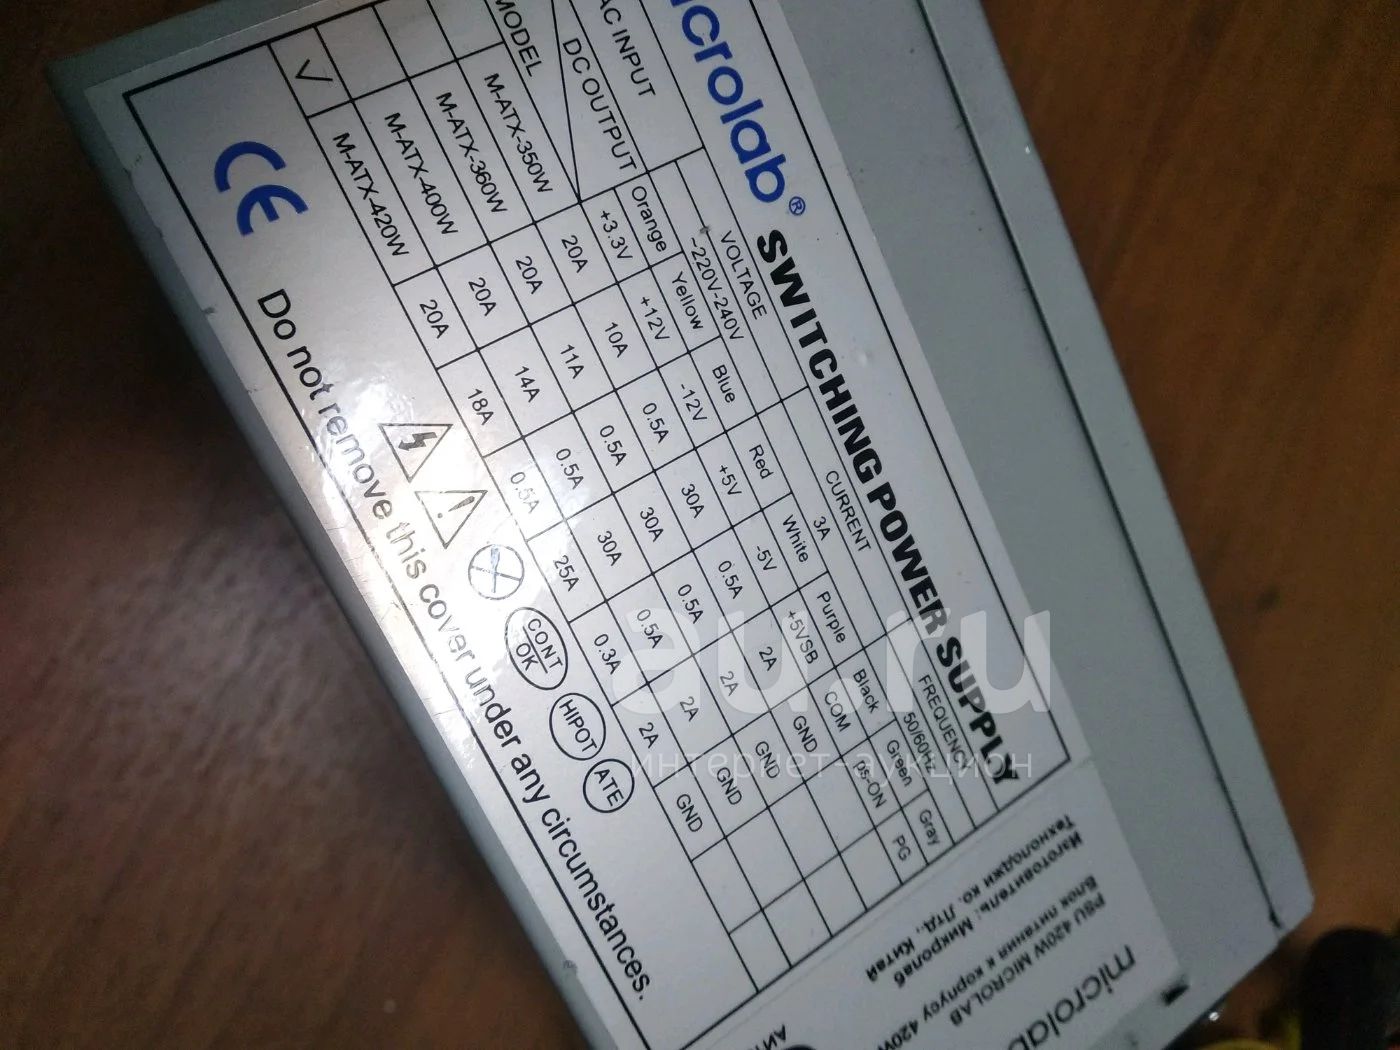 icrolab® SWITCHING POWER SUPPLY
AC INPUT VOLTAGE CURRENT FREQUENCY
~220V-240V 3A 50/60Hz
DC OUTPUT Orange Yellow Blue Red White Purple Black Green Gray
MODEL +3.3V +12V -12V +5V -5V +5VSB COM ps-ON PG
M-ATX-350W 20A 10A 0.5A 30A 0.5A 2A GND
M-ATX-360W 20A 11A 0.5A 30A 0.5A 2A GND
M-ATX-400W 20A 14A 0.5A 30A 0.5A 2A GND
√ M-ATX-420W 20A 18A 0.5A 25A 0.3A 2A GND
CE
CONT OK
HIPOT
ATE
Do not remove this cover under any circumstances.
microlab
PSU 420W MICROLAB
Блок питания к корпусу 420W
Изготовитель: Микролаб
Технолоджи ко. Лтд., Китай
au.ru
интернет-аукцион